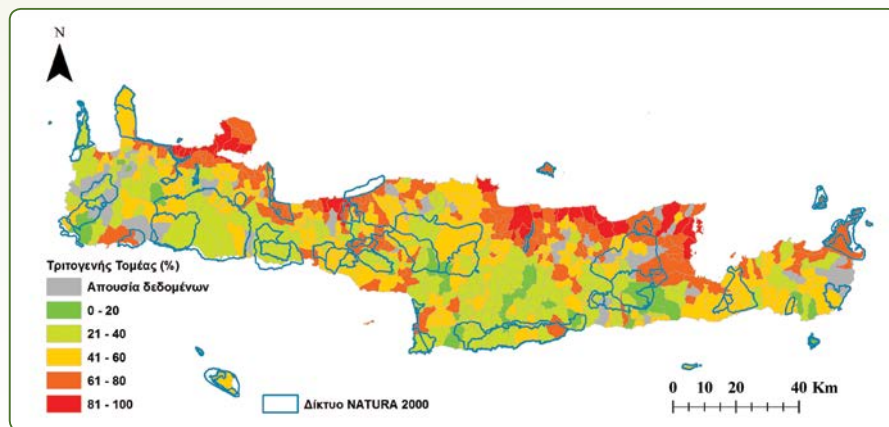 N
Τριτογενής Τομέας (%)
Απουσία δεδομένων
0 - 20
21 - 40
41 - 60
61 - 80
81 - 100
Δίκτυο NATURA 2000
0 10 20 40 Km